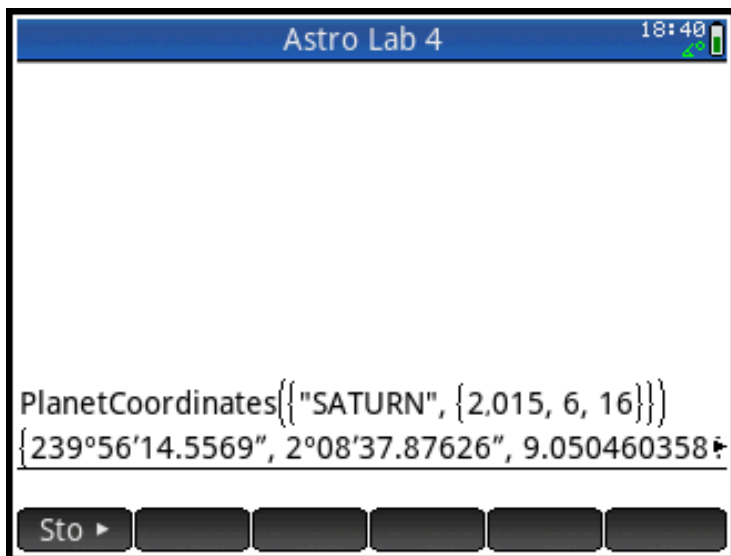 Astro Lab 4
18:40
PlanetCoordinates({"SATURN", {2,015, 6, 16}})
{239°56′14.5569″, 2°08′37.87626″, 9.050460358
Sto ►